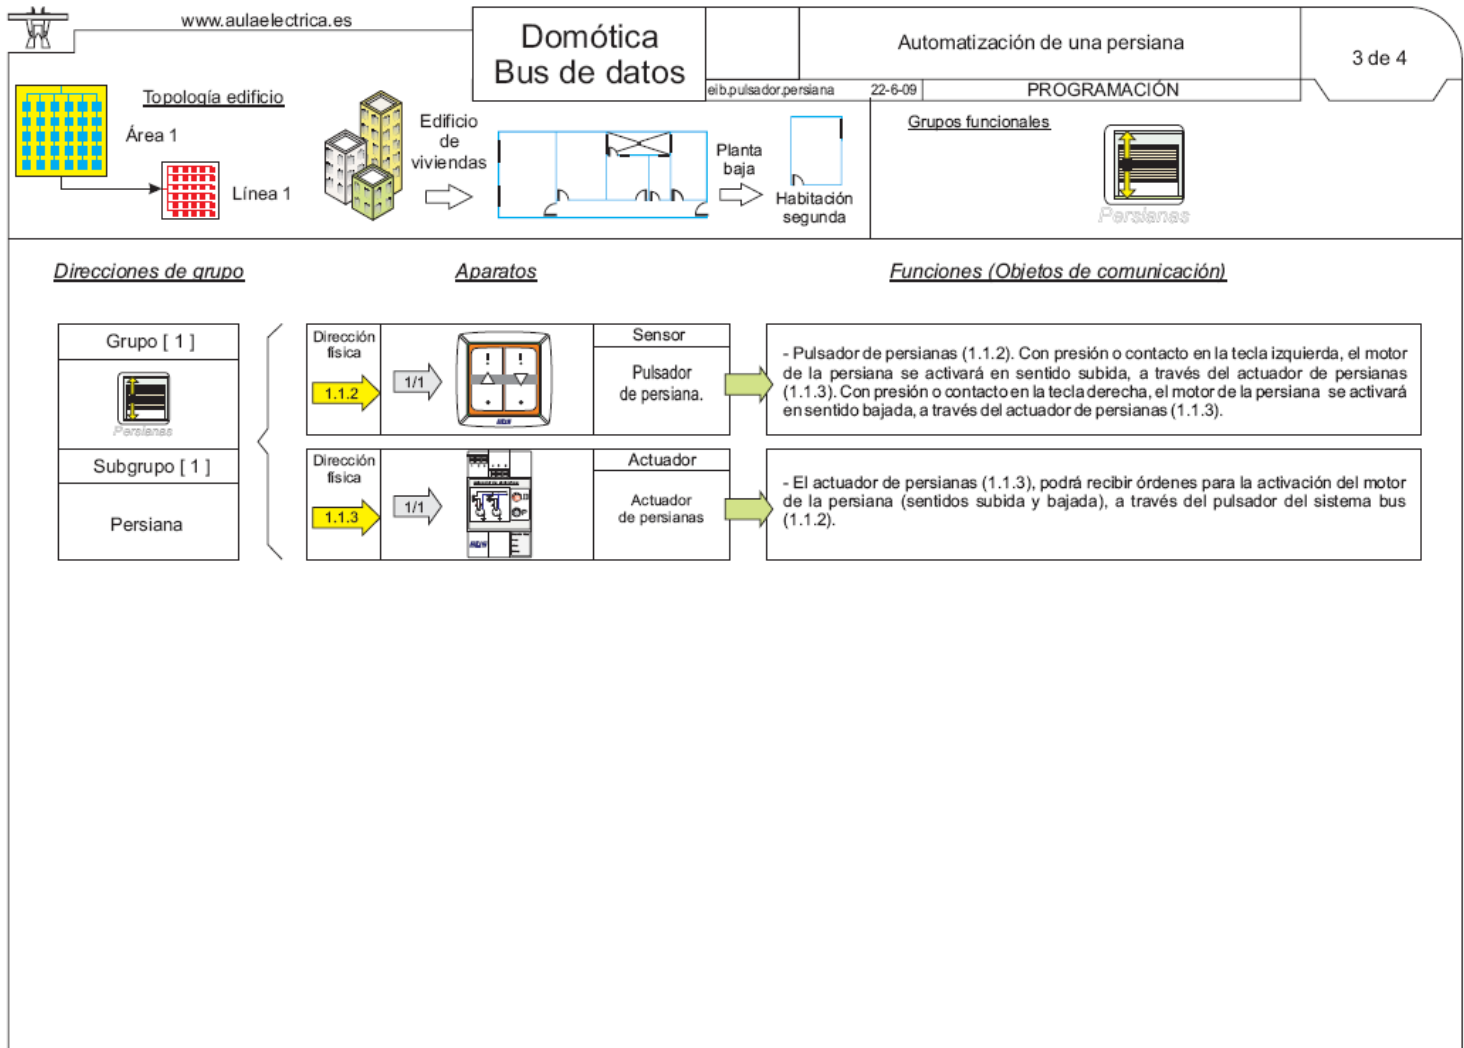 www.aulaelectrica.es
Domótica
Bus de datos
Automatización de una persiana
3 de 4
eib.pulsador.persiana
22-6-09
PROGRAMACIÓN
Topología edificio
Área 1
Línea 1
Edificio
de
viviendas
Planta
baja
Habitación
segunda
Grupos funcionales
Persianas
Direcciones de grupo
Aparatos
Funciones (Objetos de comunicación)
Grupo [ 1 ]
Persianas
Subgrupo [ 1 ]
Persiana
Dirección
física
1.1.2
1/1
Sensor
Pulsador
de persiana.
- Pulsador de persianas (1.1.2). Con presión o contacto en la tecla izquierda, el motor
de la persiana se activará en sentido subida, a través del actuador de persianas
(1.1.3). Con presión o contacto en la tecla derecha, el motor de la persiana se activará
en sentido bajada, a través del actuador de persianas (1.1.3).
Dirección
física
1.1.3
1/1
Actuador
Actuador
de persianas
- El actuador de persianas (1.1.3), podrá recibir órdenes para la activación del motor
de la persiana (sentidos subida y bajada), a través del pulsador del sistema bus
(1.1.2).